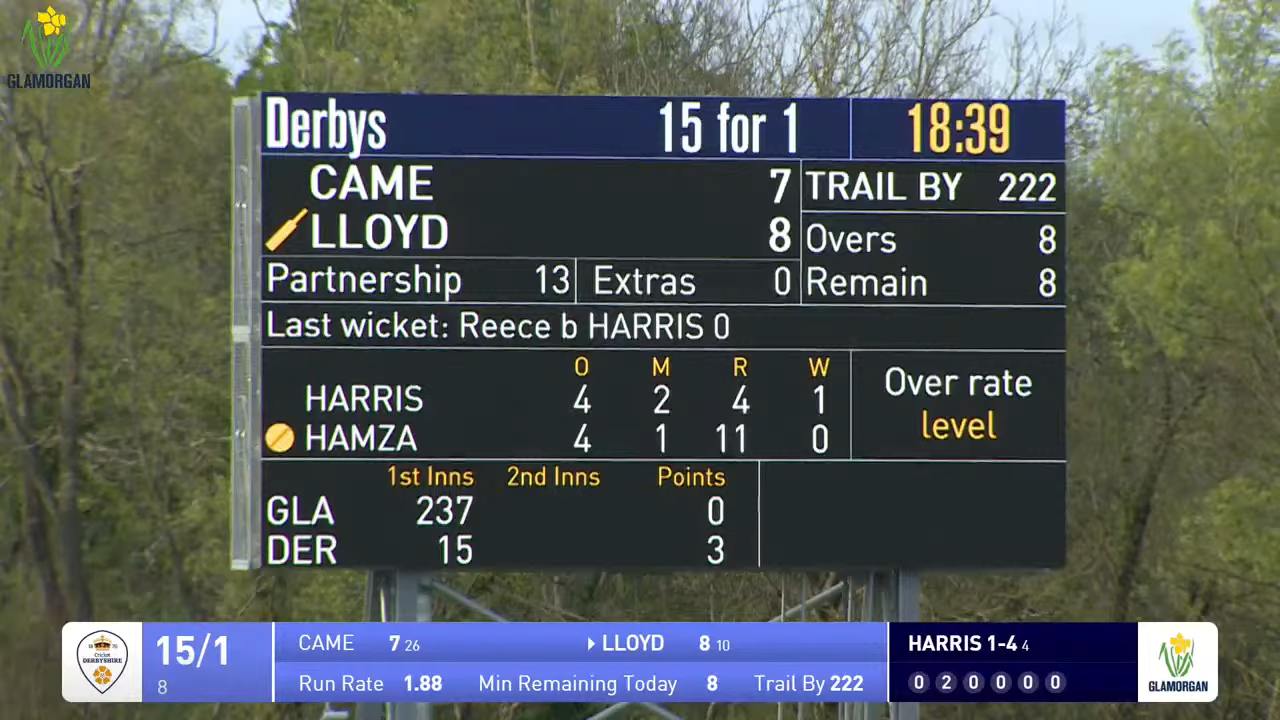 GLAMORGAN
Derbys 15 for 1 18:39
CAME 7 TRAIL BY 222
LLOYD 8 Overs 8
Partnership 13 Extras 0 Remain 8
Last wicket: Reece b HARRIS 0
O M R W
HARRIS 4 2 4 1 Over rate
HAMZA 4 1 11 0 level
1st Inns 2nd Inns Points
GLA 237 0
DER 15 3
Cricket
DERBYSHIRE
15/1
8
CAME 7 26 LLOYD 8 10
Run Rate 1.88 Min Remaining Today 8 Trail By 222
HARRIS 1-4 4
0 2 0 0 0 0
GLAMORGAN